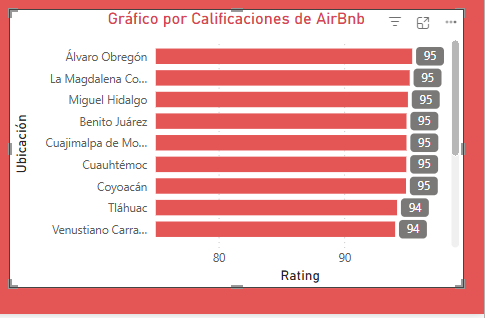 Gráfico por Calificaciones de AirBnb
Ubicación
Álvaro Obregón 95
La Magdalena Co... 95
Miguel Hidalgo 95
Benito Juárez 95
Cuajimalpa de Mo... 95
Cuauhtémoc 95
Coyoacán 95
Tláhuac 94
Venustiano Carra... 94
80 90
Rating